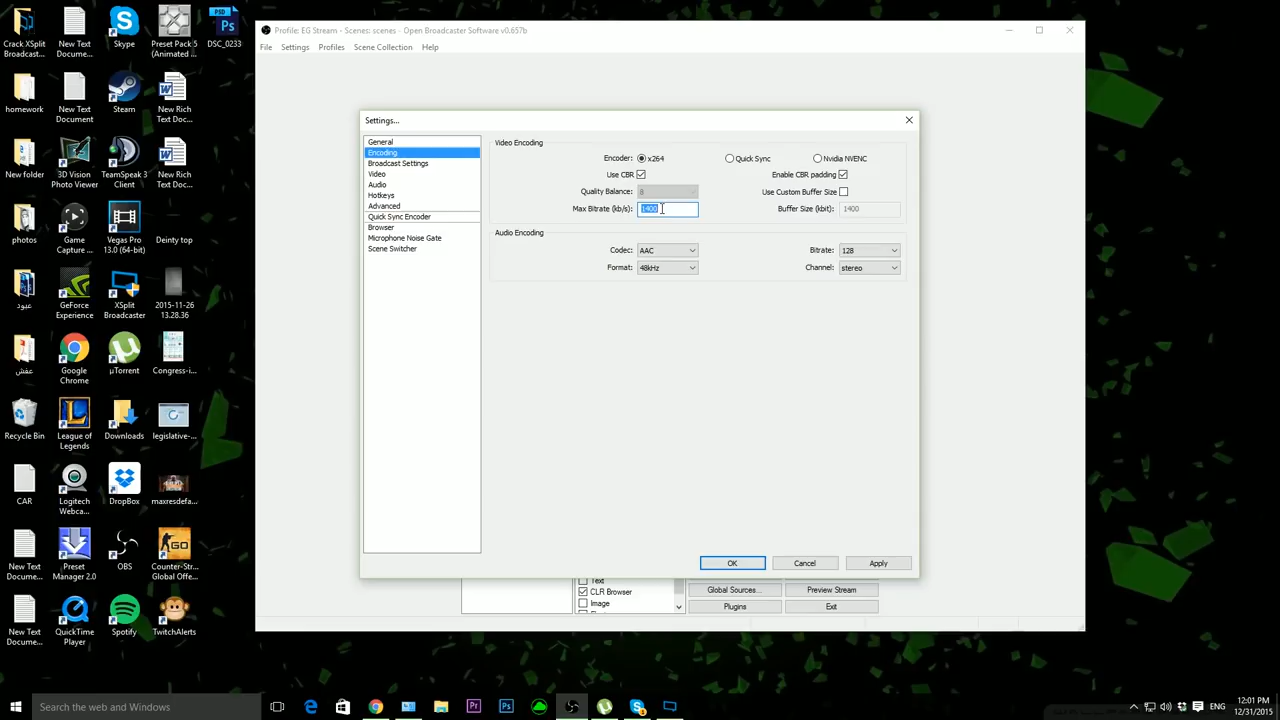 Crack XSplit
Broadcast...
New Text
Docume...
Skype
Preset Pack 5
(Animated ...
PSD
DSC_0233
homework
New Text
Document
Steam
New Rich
Text Doc...
New folder
3D Vision
Photo Viewer
TeamSpeak 3
Client
New Rich
Text Doc...
photos
Game
Capture ...
Vegas Pro
13.0 (64-bit)
Deinty top
عبود
GeForce
Experience
XSplit
Broadcaster
2015-11-26
13.28.36
عفش
Google
Chrome
µTorrent
Congress-i...
Recycle Bin
League of
Legends
Downloads
legislative-...
CAR
Logitech
Webca...
DropBox
maxresdefa...
New Text
Docume...
Preset
Manager 2.0
OBS
Counter-Str...
Global Offe...
New Text
Docume...
QuickTime
Player
Spotify
TwitchAlerts
Profile: EG Stream - Scenes: scenes - Open Broadcaster Software v0.657b
File Settings Profiles Scene Collection Help
Settings...
General
Encoding
Broadcast Settings
Video
Audio
Hotkeys
Advanced
Quick Sync Encoder
Browser
Microphone Noise Gate
Scene Switcher
Video Encoding
Encoder: x264 Quick Sync Nvidia NVENC
Use CBR Enable CBR padding
Quality Balance: 8 Use Custom Buffer Size
Max Bitrate (kb/s): 1400 Buffer Size (kbit): 1400
Audio Encoding
Codec: AAC Bitrate: 128
Format: 48kHz Channel: stereo
OK Cancel Apply
Text
CLR Browser
Image
Global Sources... Preview Stream
Plugins Exit
Search the web and Windows
Pr
Ps
ENG
12:01 PM
12/31/2015